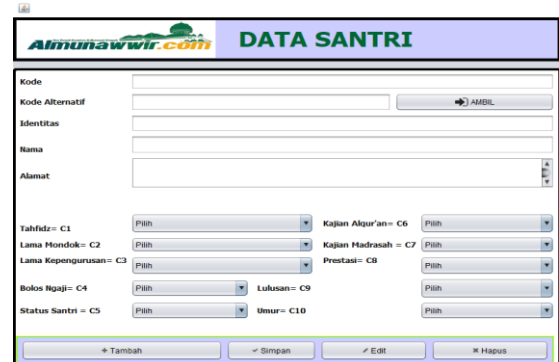 Almunawwir.com DATA SANTRI
Kode
Kode Alternatif AMBIL
Identitas
Nama
Alamat
Tahfidz= C1 Pilih Kajian Alqur'an= C6 Pilih
Lama Mondok= C2 Pilih Kajian Madrasah = C7 Pilih
Lama Kepengurusan= C3 Pilih Prestasi= C8 Pilih
Bolos Ngaji= C4 Pilih Lulusan= C9 Pilih
Status Santri = C5 Pilih Umur= C10 Pilih
+ Tambah Simpan Edit Hapus